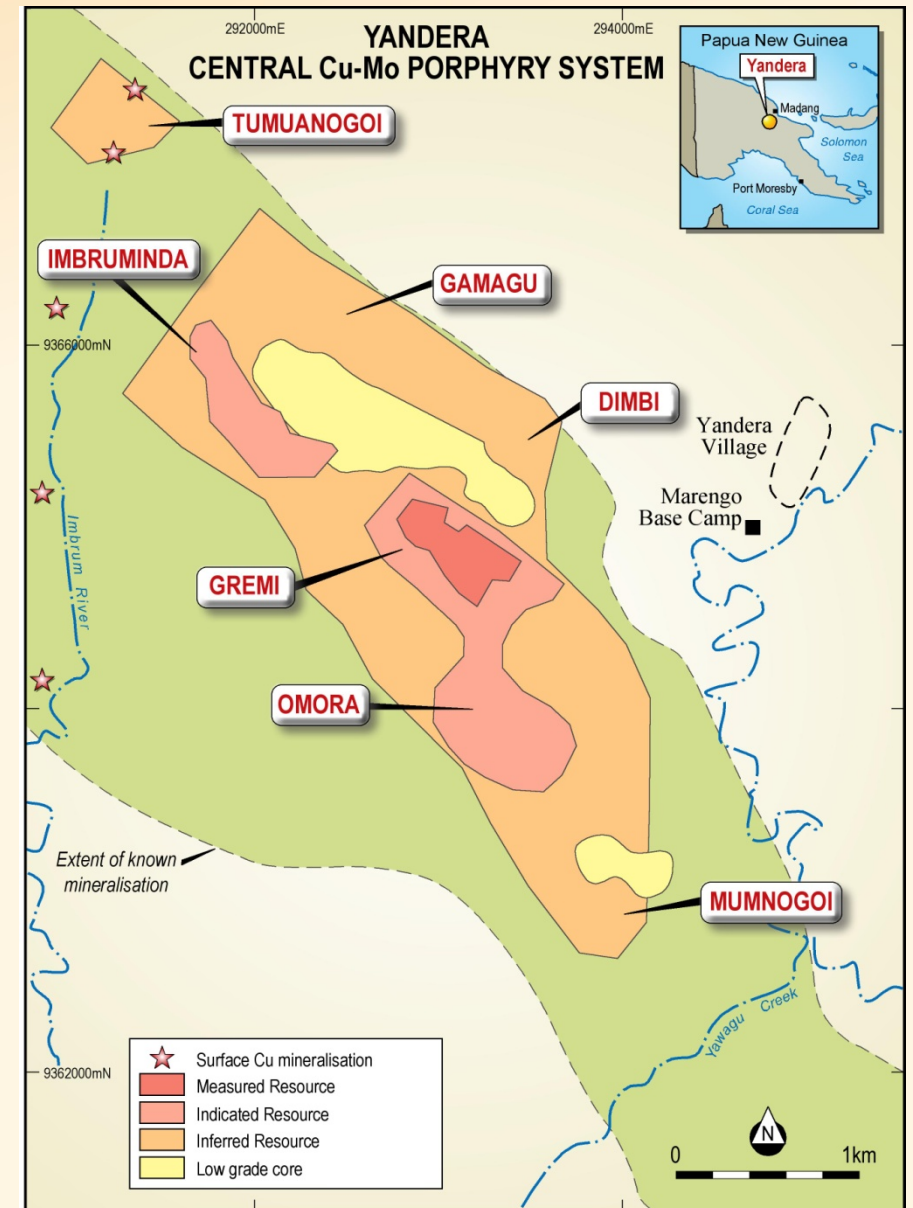 292000mE
294000mE
YANDERA
CENTRAL Cu-Mo PORPHYRY SYSTEM
Papua New Guinea
Yandera
Madang
Solomon
Sea
Port Moresby
Coral Sea
TUMUANOGOI
IMBRUMINDA
GAMAGU
9366000mN
DIMBI
Yandera
Village
Marengo
Base Camp
Imbrum River
GREMI
OMORA
Extent of known
mineralisation
MUMNOGOI
Yawagu Creek
9362000mN
Surface Cu mineralisation
Measured Resource
Indicated Resource
Inferred Resource
Low grade core
N
0 1km